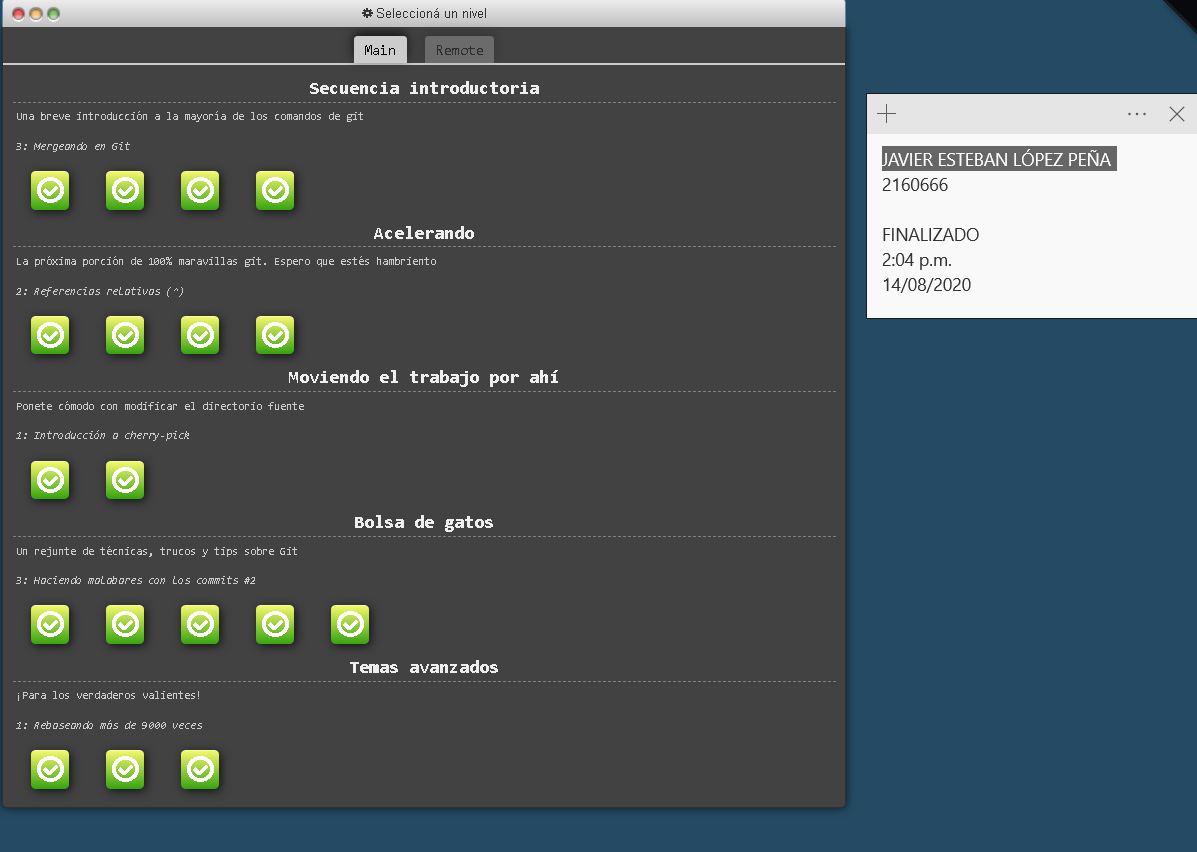 Seleccioná un nivel
Main
Remote
Secuencia introductoria
Una breve introducción a la mayoría de los comandos de git
3: Mergeando en Git
Acelerando
La próxima porción de 100% maravillas git. Espero que estés hambriento
2: Referencias relativas (^)
Moviendo el trabajo por ahí
Ponete cómodo con modificar el directorio fuente
1: Introducción a cherry-pick
Bolsa de gatos
Un rejunte de técnicas, trucos y tips sobre Git
3: Haciendo malabares con los commits #2
Temas avanzados
¡Para los verdaderos valientes!
1: Rebaseando más de 9000 veces
JAVIER ESTEBAN LÓPEZ PEÑA
2160666
FINALIZADO
2:04 p.m.
14/08/2020